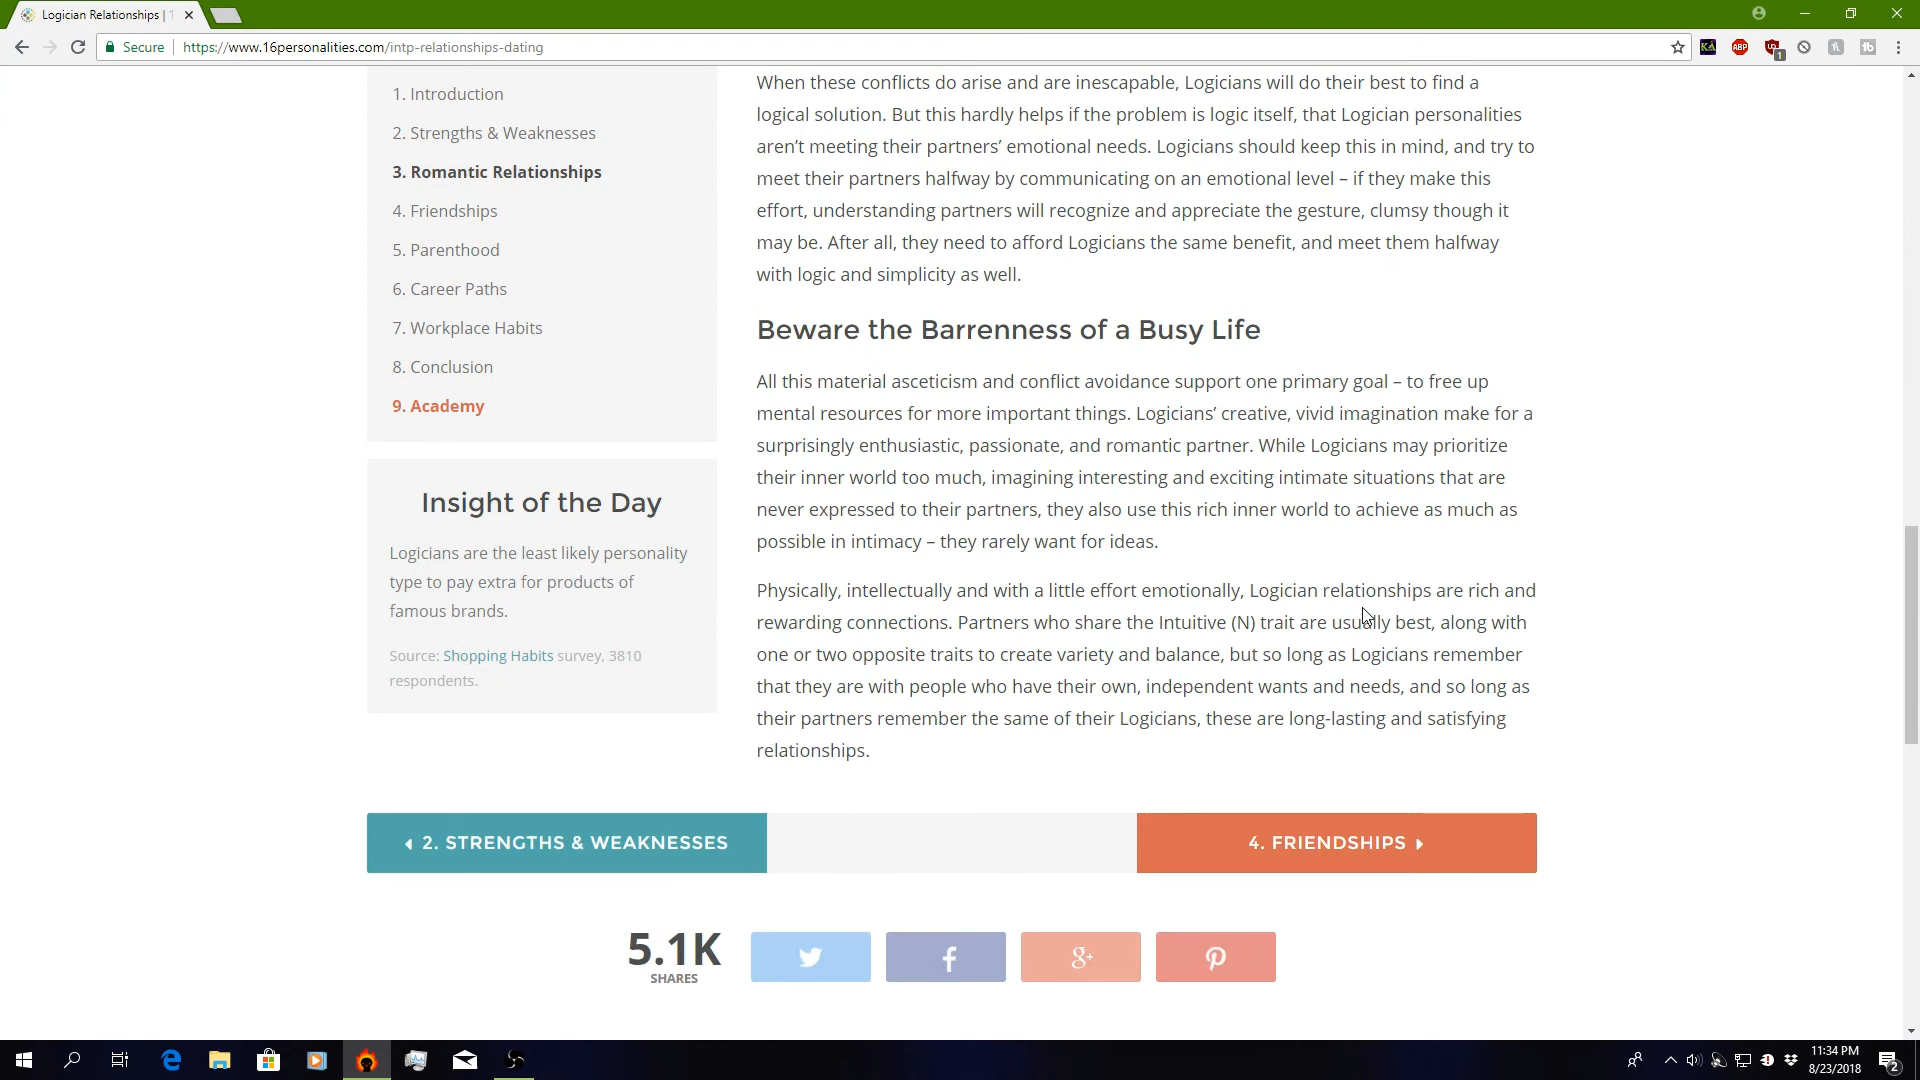 Logician Relationships |
Secure
https://www.16personalities.com/intp-relationships-dating
ABP
1
1. Introduction
2. Strengths & Weaknesses
3. Romantic Relationships
4. Friendships
5. Parenthood
6. Career Paths
7. Workplace Habits
8. Conclusion
9. Academy
Insight of the Day
Logicians are the least likely personality
type to pay extra for products of
famous brands.
Source: Shopping Habits survey, 3810
respondents.
When these conflicts do arise and are inescapable, Logicians will do their best to find a
logical solution. But this hardly helps if the problem is logic itself, that Logician personalities
aren’t meeting their partners’ emotional needs. Logicians should keep this in mind, and try to
meet their partners halfway by communicating on an emotional level – if they make this
effort, understanding partners will recognize and appreciate the gesture, clumsy though it
may be. After all, they need to afford Logicians the same benefit, and meet them halfway
with logic and simplicity as well.
Beware the Barrenness of a Busy Life
All this material asceticism and conflict avoidance support one primary goal – to free up
mental resources for more important things. Logicians’ creative, vivid imagination make for a
surprisingly enthusiastic, passionate, and romantic partner. While Logicians may prioritize
their inner world too much, imagining interesting and exciting intimate situations that are
never expressed to their partners, they also use this rich inner world to achieve as much as
possible in intimacy – they rarely want for ideas.
Physically, intellectually and with a little effort emotionally, Logician relationships are rich and
rewarding connections. Partners who share the Intuitive (N) trait are usually best, along with
one or two opposite traits to create variety and balance, but so long as Logicians remember
that they are with people who have their own, independent wants and needs, and so long as
their partners remember the same of their Logicians, these are long-lasting and satisfying
relationships.
2. STRENGTHS & WEAKNESSES
4. FRIENDSHIPS
5.1K
SHARES
11:34 PM
8/23/2018
2